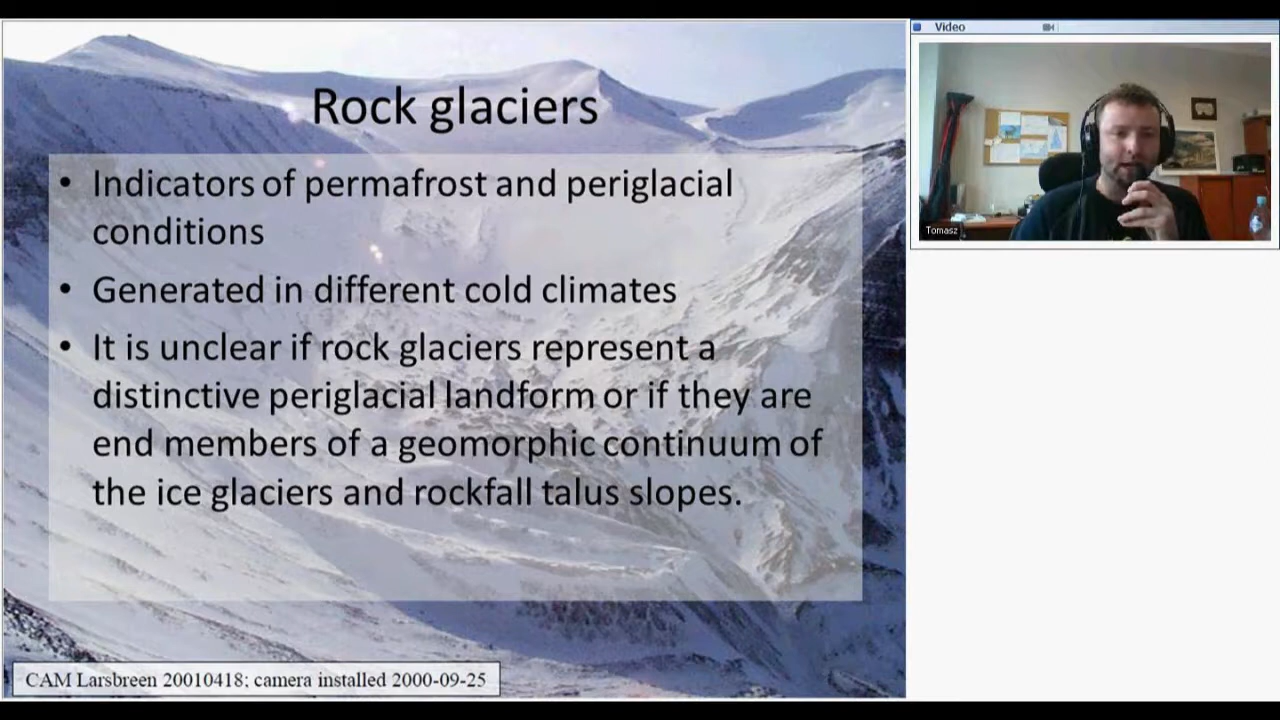 Rock glaciers
• Indicators of permafrost and periglacial
conditions
• Generated in different cold climates
• It is unclear if rock glaciers represent a
distinctive periglacial landform or if they are
end members of a geomorphic continuum of
the ice glaciers and rockfall talus slopes.
CAM Larsbreen 20010418; camera installed 2000-09-25
Video
Tomasz